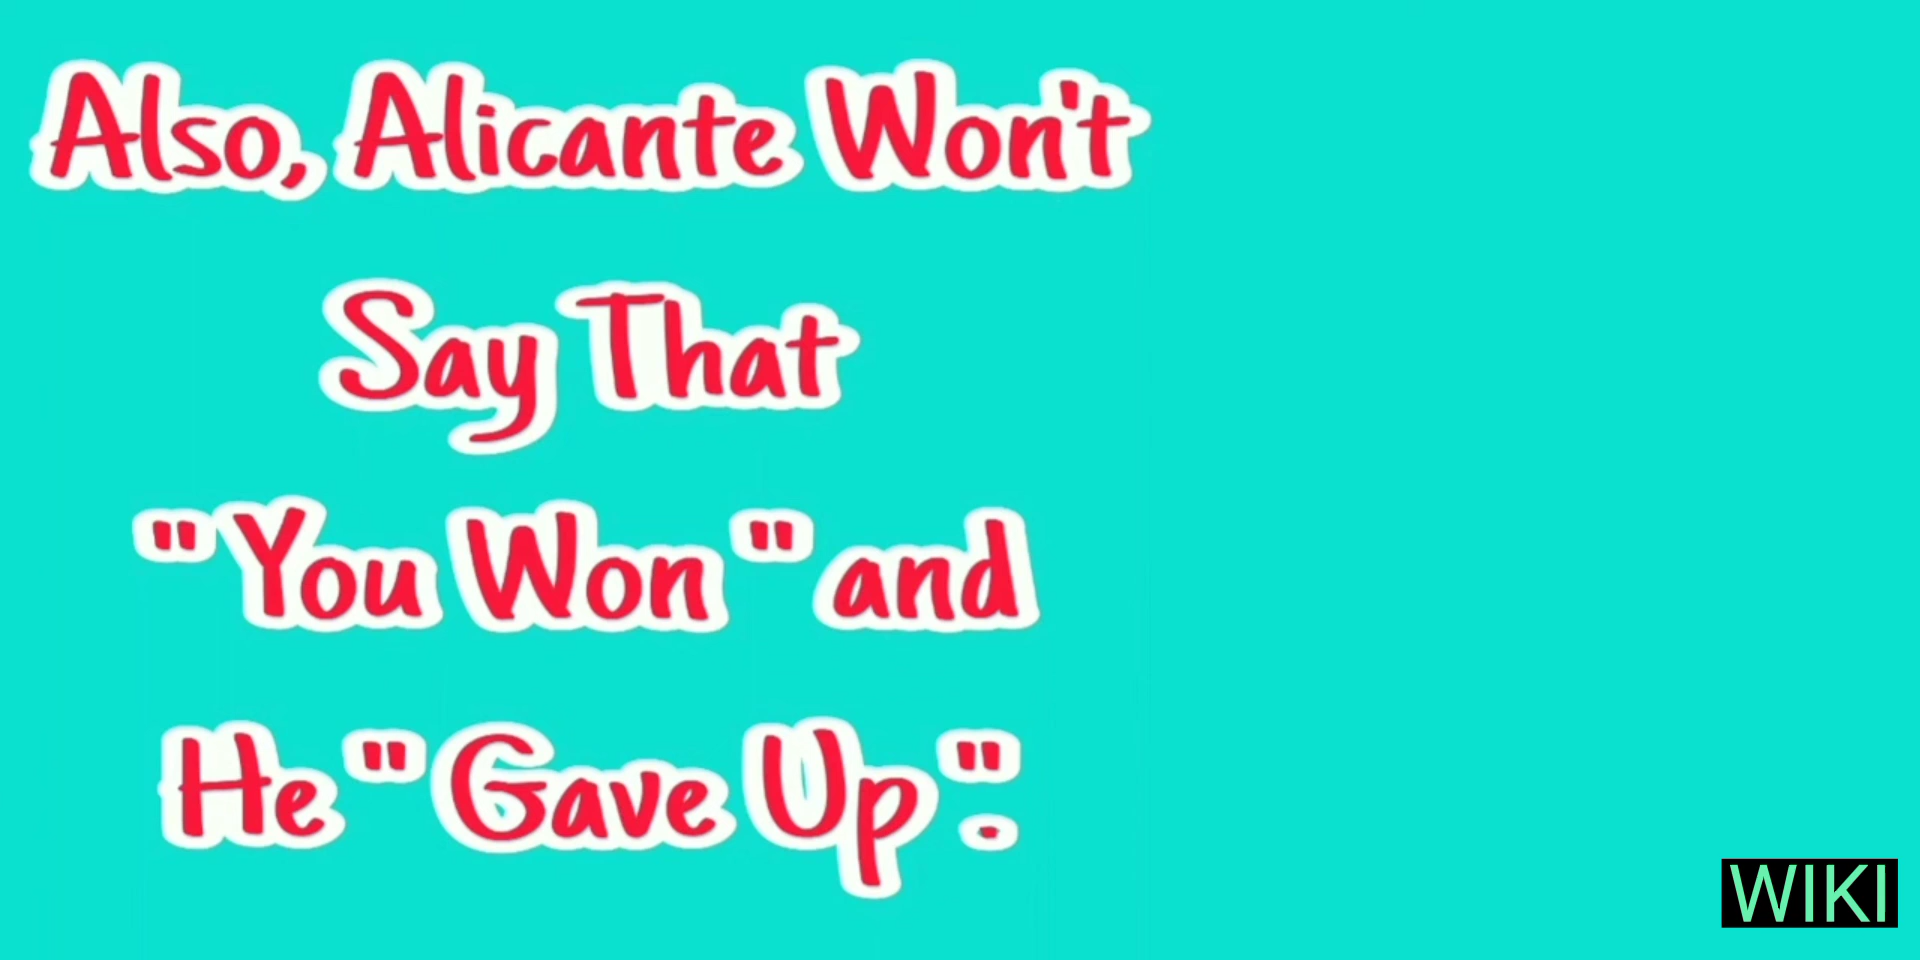 Also, Alicante Won't
Say That
"You Won" and
He "Gave Up".
WIKI